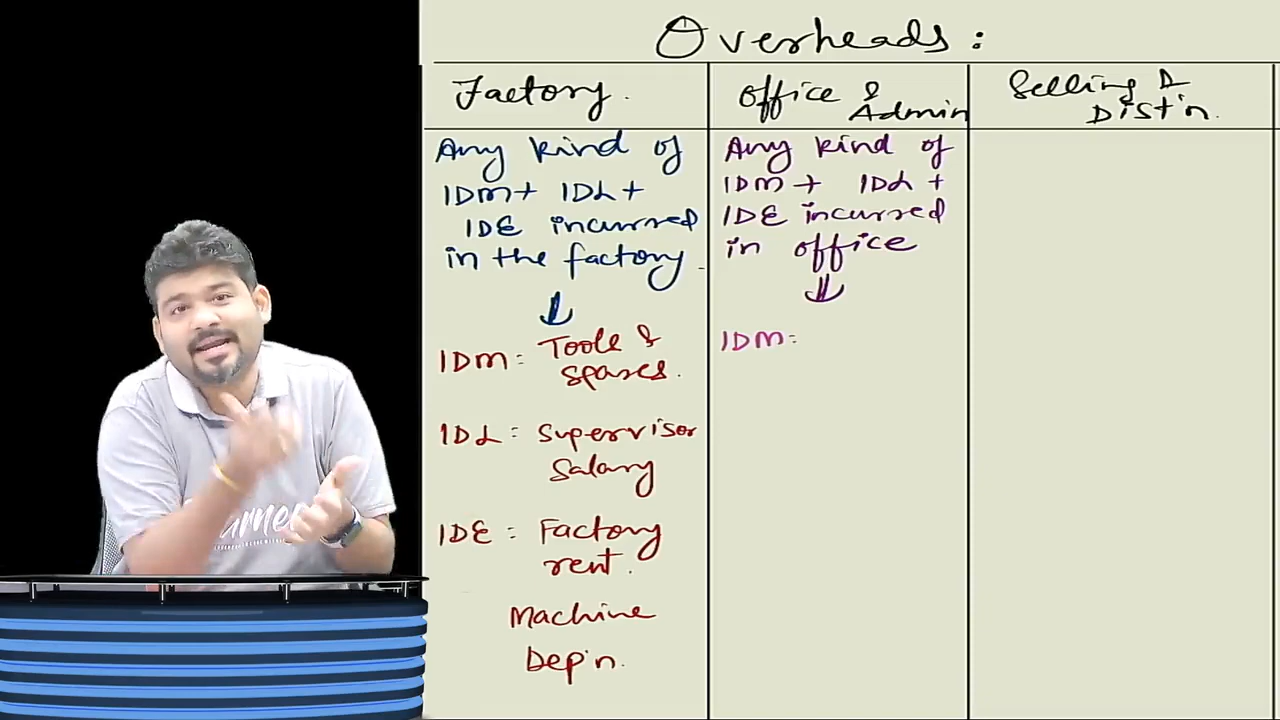 Overheads:
Factory.
Any kind of
IDM + IDL +
IDE incurred
in the factory.
IDM: Tools &
Spares.
IDL: Supervisor
Salary
IDE: Factory
rent.
Machine
Dep'n.
Office &
Admin
Any kind of
IDM + IDL +
IDE incurred
in office
IDM:
Selling &
Dist'n.